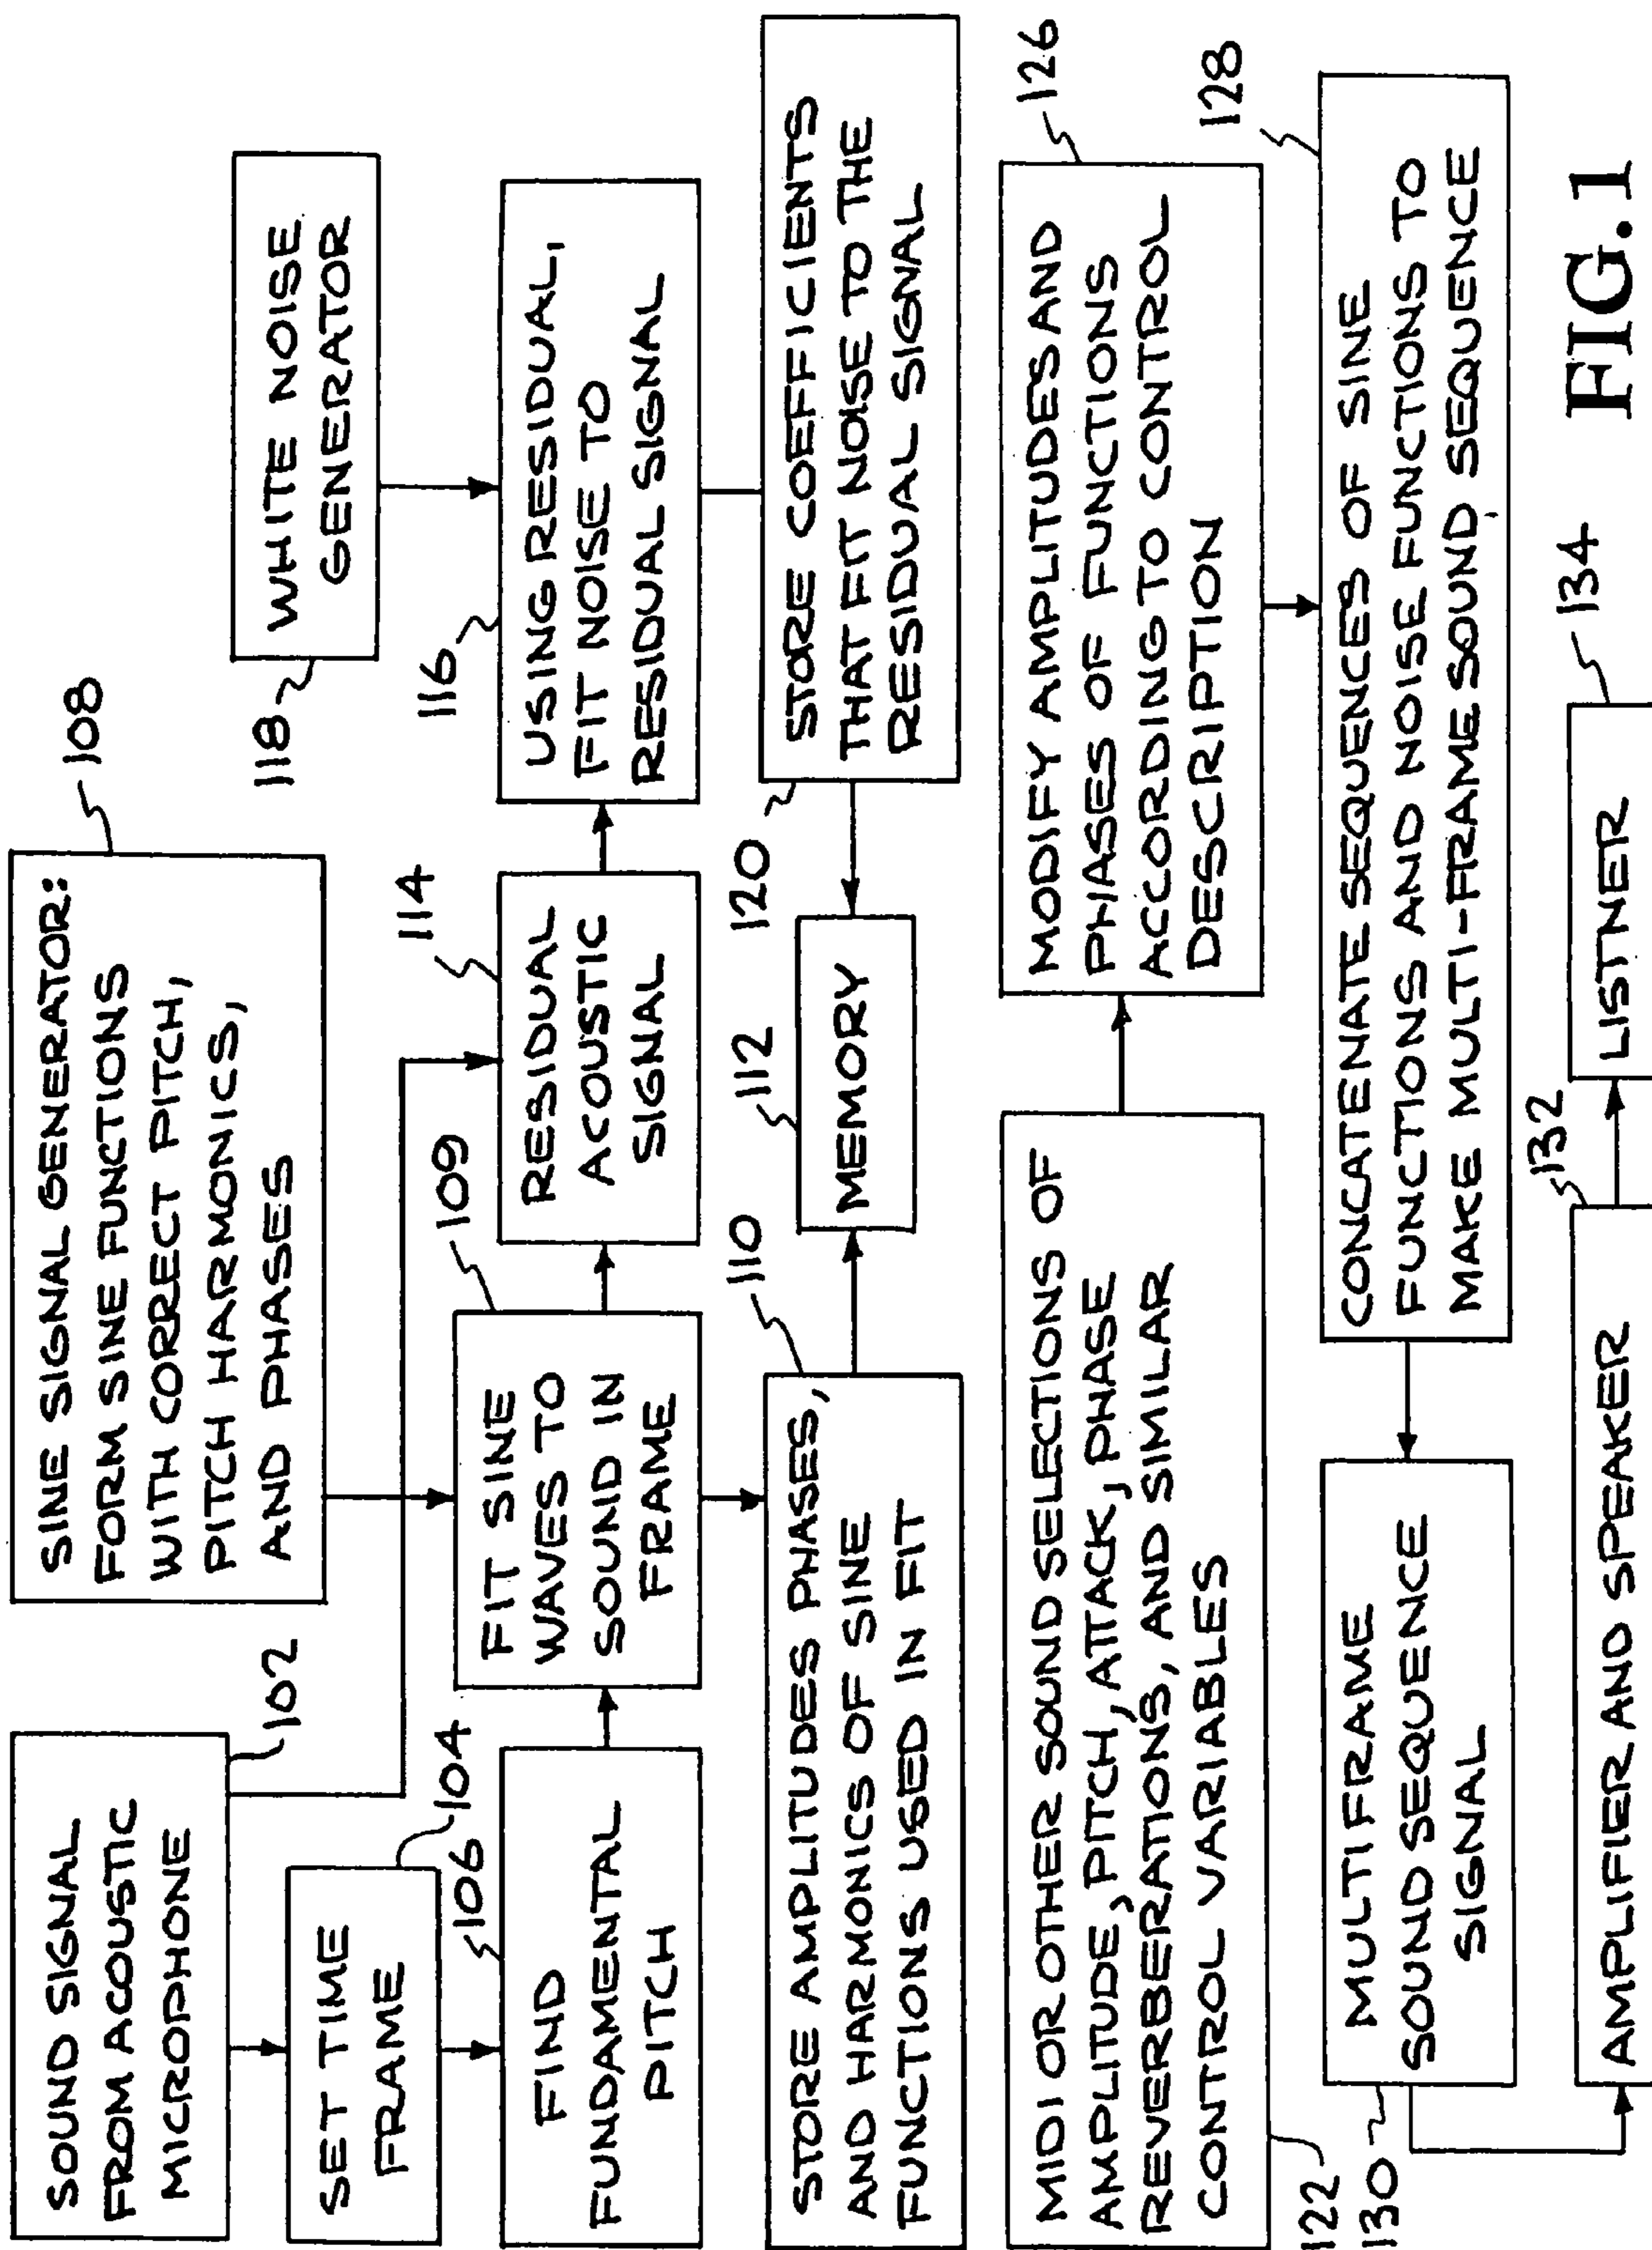 SOUND SIGNAL
FROM ACOUSTIC
MICROPHONE
102
SINE SIGNAL GENERATOR:
FORM SINE FUNCTIONS
WITH CORRECT PITCH,
PITCH HARMONICS,
AND PHASES
108
WHITE NOISE
GENERATOR
118
SET TIME
FRAME
104
FIND
FUNDAMENTAL
PITCH
106
FIT SINE
WAVES TO
SOUND IN
FRAME
109
RESIDUAL
ACOUSTIC
SIGNAL
114
USING RESIDUAL,
FIT NOISE TO
RESIDUAL SIGNAL
116
STORE AMPLITUDES PHASES,
AND HARMONICS OF SINE
FUNCTIONS USED IN FIT
110
MEMORY
112
STORE COEFFICIENTS
THAT FIT NOISE TO THE
RESIDUAL SIGNAL
120
MIDI OR OTHER SOUND SELECTIONS OF
AMPLITUDE, PITCH, ATTACK, PHASE
REVERBERATIONS, AND SIMILAR
CONTROL VARIABLES
122
MODIFY AMPLITUDES AND
PHASES OF FUNCTIONS
ACCORDING TO CONTROL
DESCRIPTION
126
MULTIFRAME
SOUND SEQUENCE
SIGNAL
130
CONCATENATE SEQUENCES OF SINE
FUNCTIONS AND NOISE FUNCTIONS TO
MAKE MULTI-FRAME SOUND SEQUENCE
128
AMPLIFIER AND SPEAKER
132
LISTNER
134
FIG.1